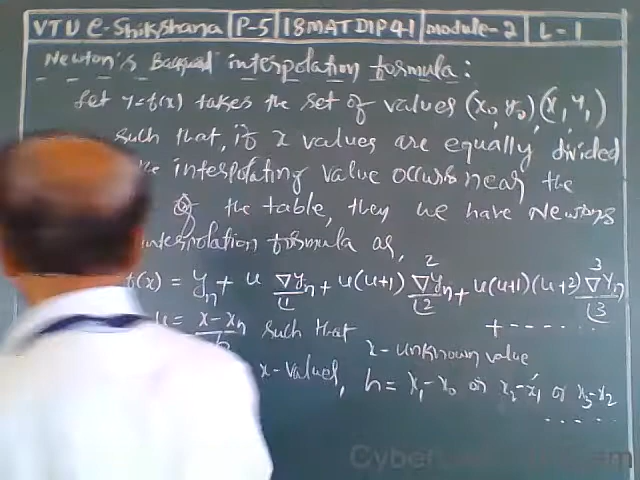 VTU e-Shikshana P-5 18MATDIP41 module-2 L-1
Newton's Backward interpolation formula:
Let y=f(x) takes the set of values (x0, y0) (x1, y1)
such that, if x values are equally divided
the interpolating value occurs near the
of the table, then we have Newtons
interpolation formula as,
f(x) = yn + u ∇yn/⌊1 + u(u+1) ∇²yn/⌊2 + u(u+1)(u+2) ∇³yn/⌊3
+ - - - - - -
u = (x-xn)/h such that
x - unknown value
x-values, h = x1-x0 or x2-x1 or x3-x2
.....